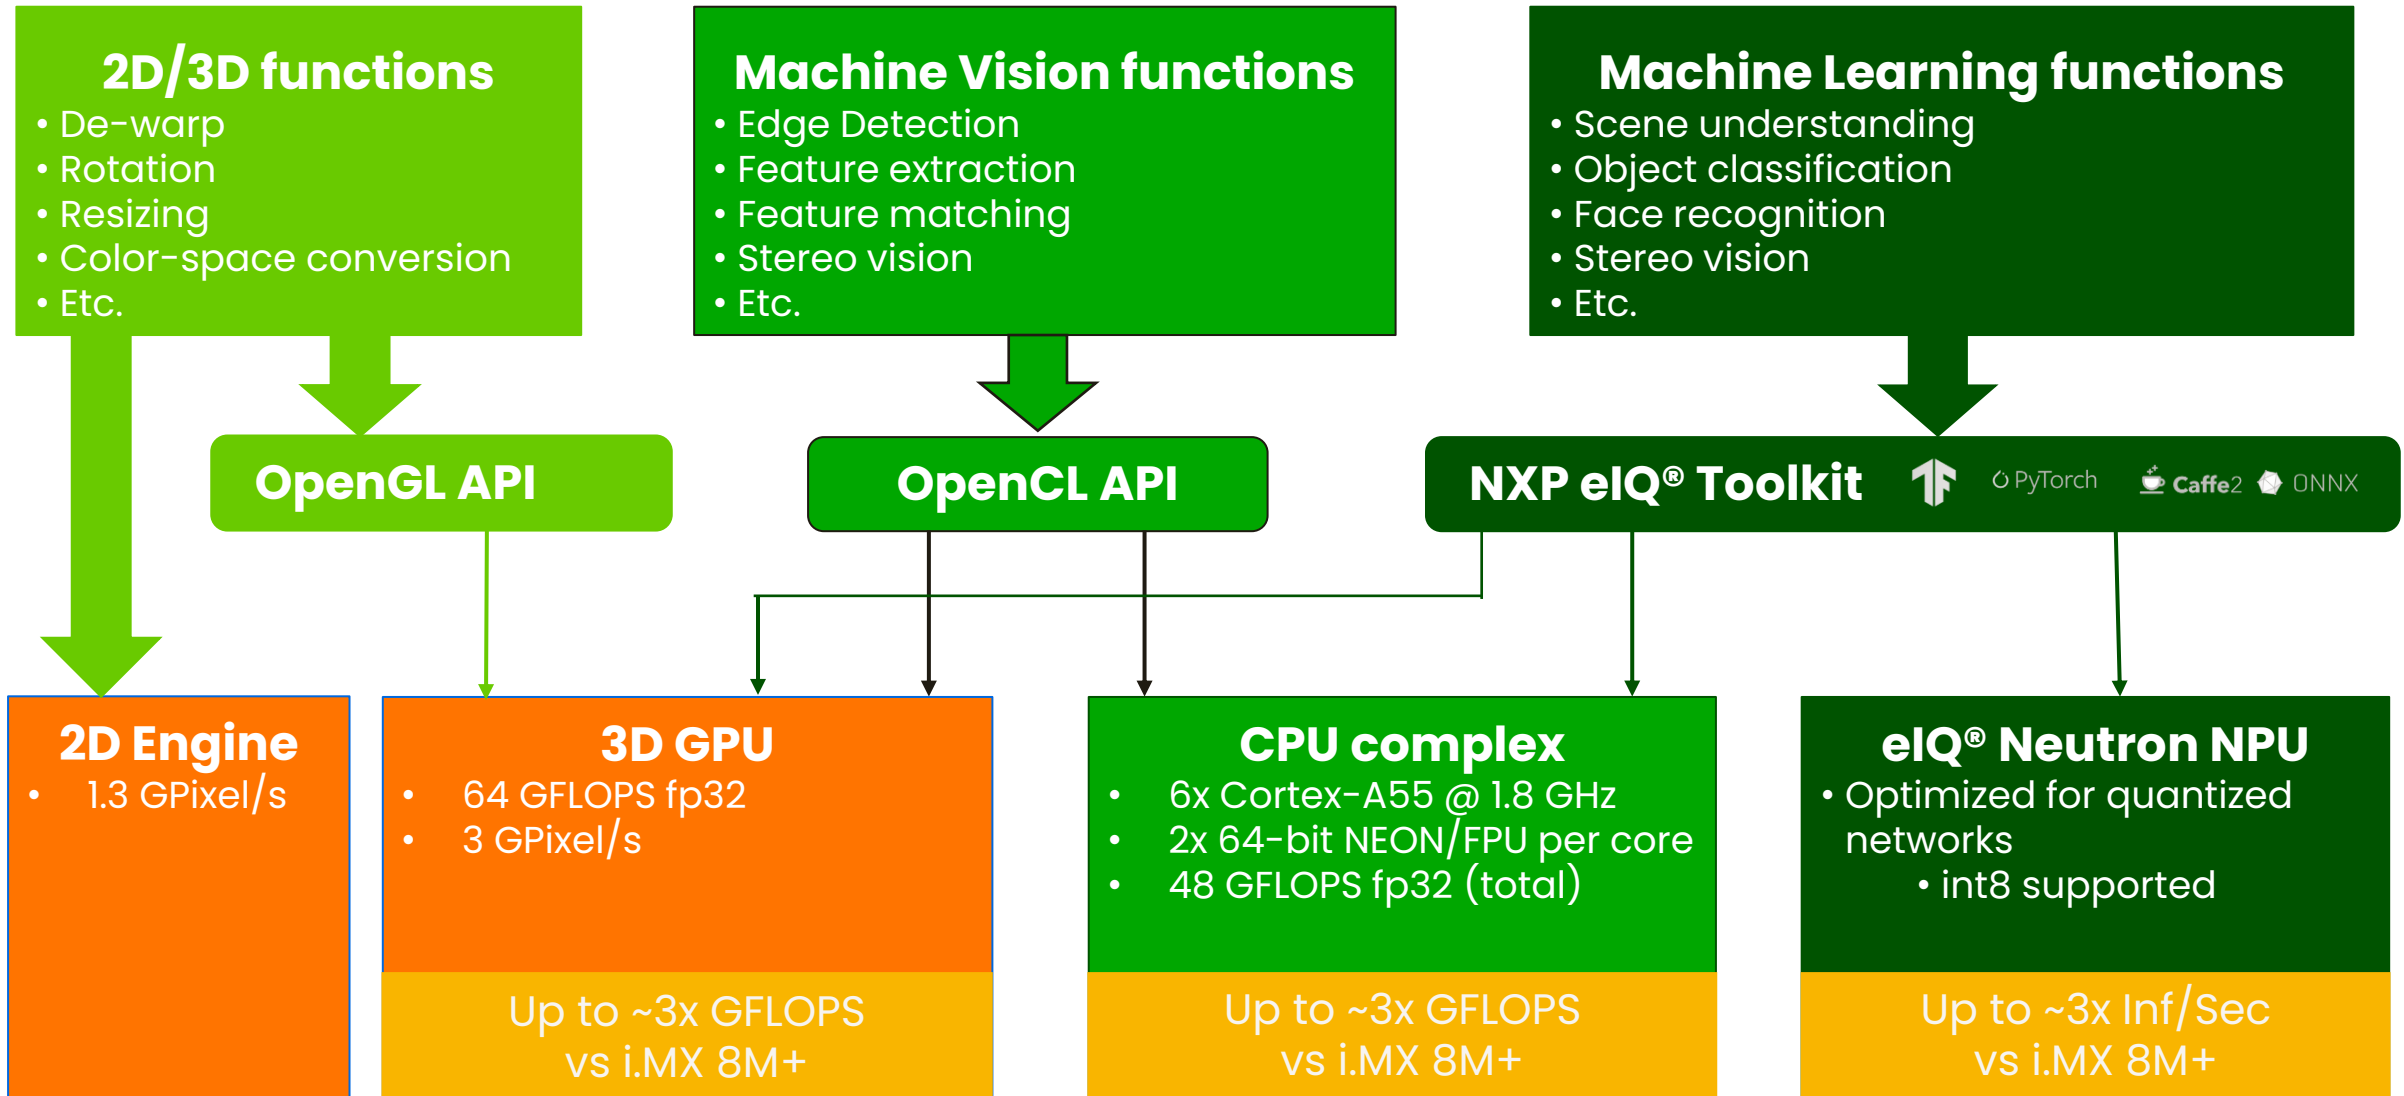 2D/3D functions
• De-warp
• Rotation
• Resizing
• Color-space conversion
• Etc.
Machine Vision functions
• Edge Detection
• Feature extraction
• Feature matching
• Stereo vision
• Etc.
Machine Learning functions
• Scene understanding
• Object classification
• Face recognition
• Stereo vision
• Etc.
OpenGL API
OpenCL API
NXP eIQ® Toolkit
PyTorch
Caffe2
ONNX
2D Engine
• 1.3 GPixel/s
3D GPU
• 64 GFLOPS fp32
• 3 GPixel/s
Up to ~3x GFLOPS
vs i.MX 8M+
CPU complex
• 6x Cortex-A55 @ 1.8 GHz
• 2x 64-bit NEON/FPU per core
• 48 GFLOPS fp32 (total)
Up to ~3x GFLOPS
vs i.MX 8M+
eIQ® Neutron NPU
• Optimized for quantized
networks
• int8 supported
Up to ~3x Inf/Sec
vs i.MX 8M+